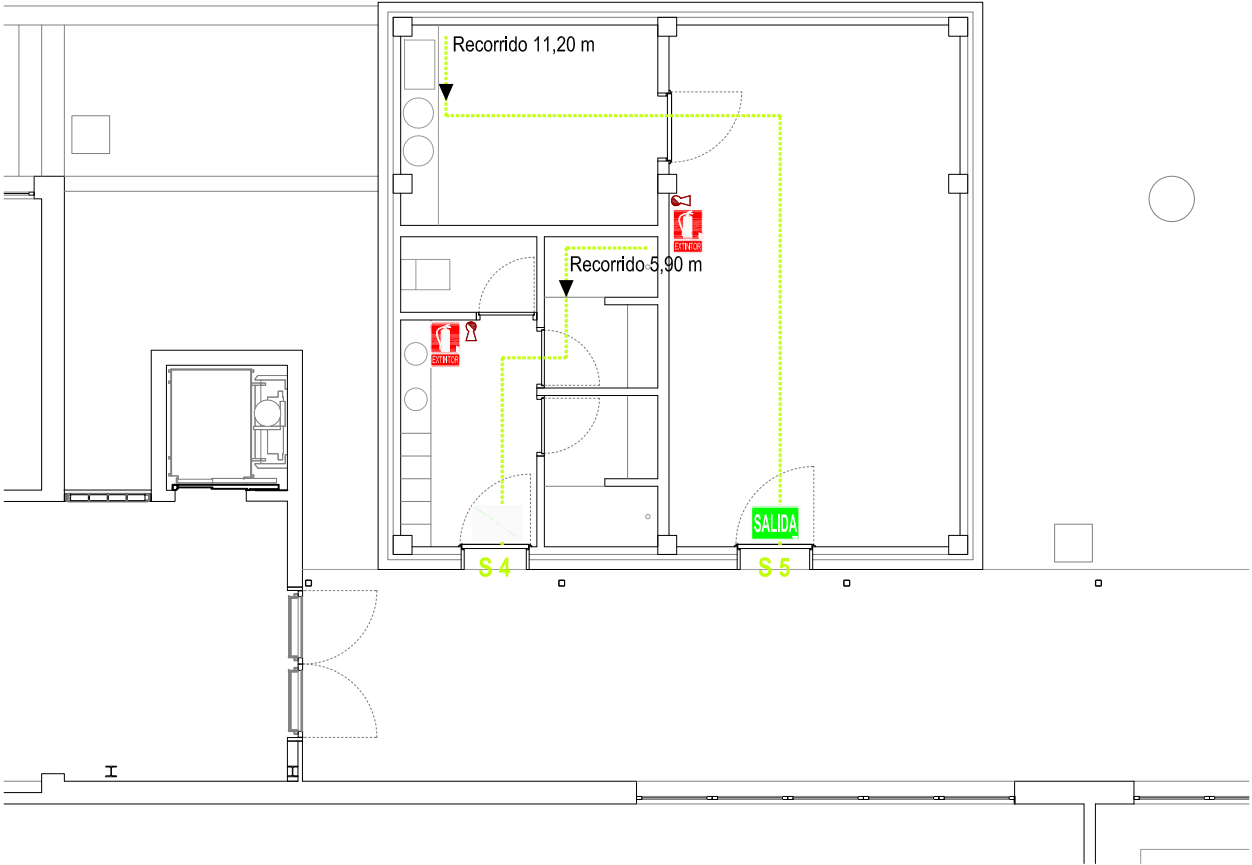 Recorrido 11,20 m
EXTINTOR
Recorrido 5,90 m
EXTINTOR
SALIDA
S 4
S 5